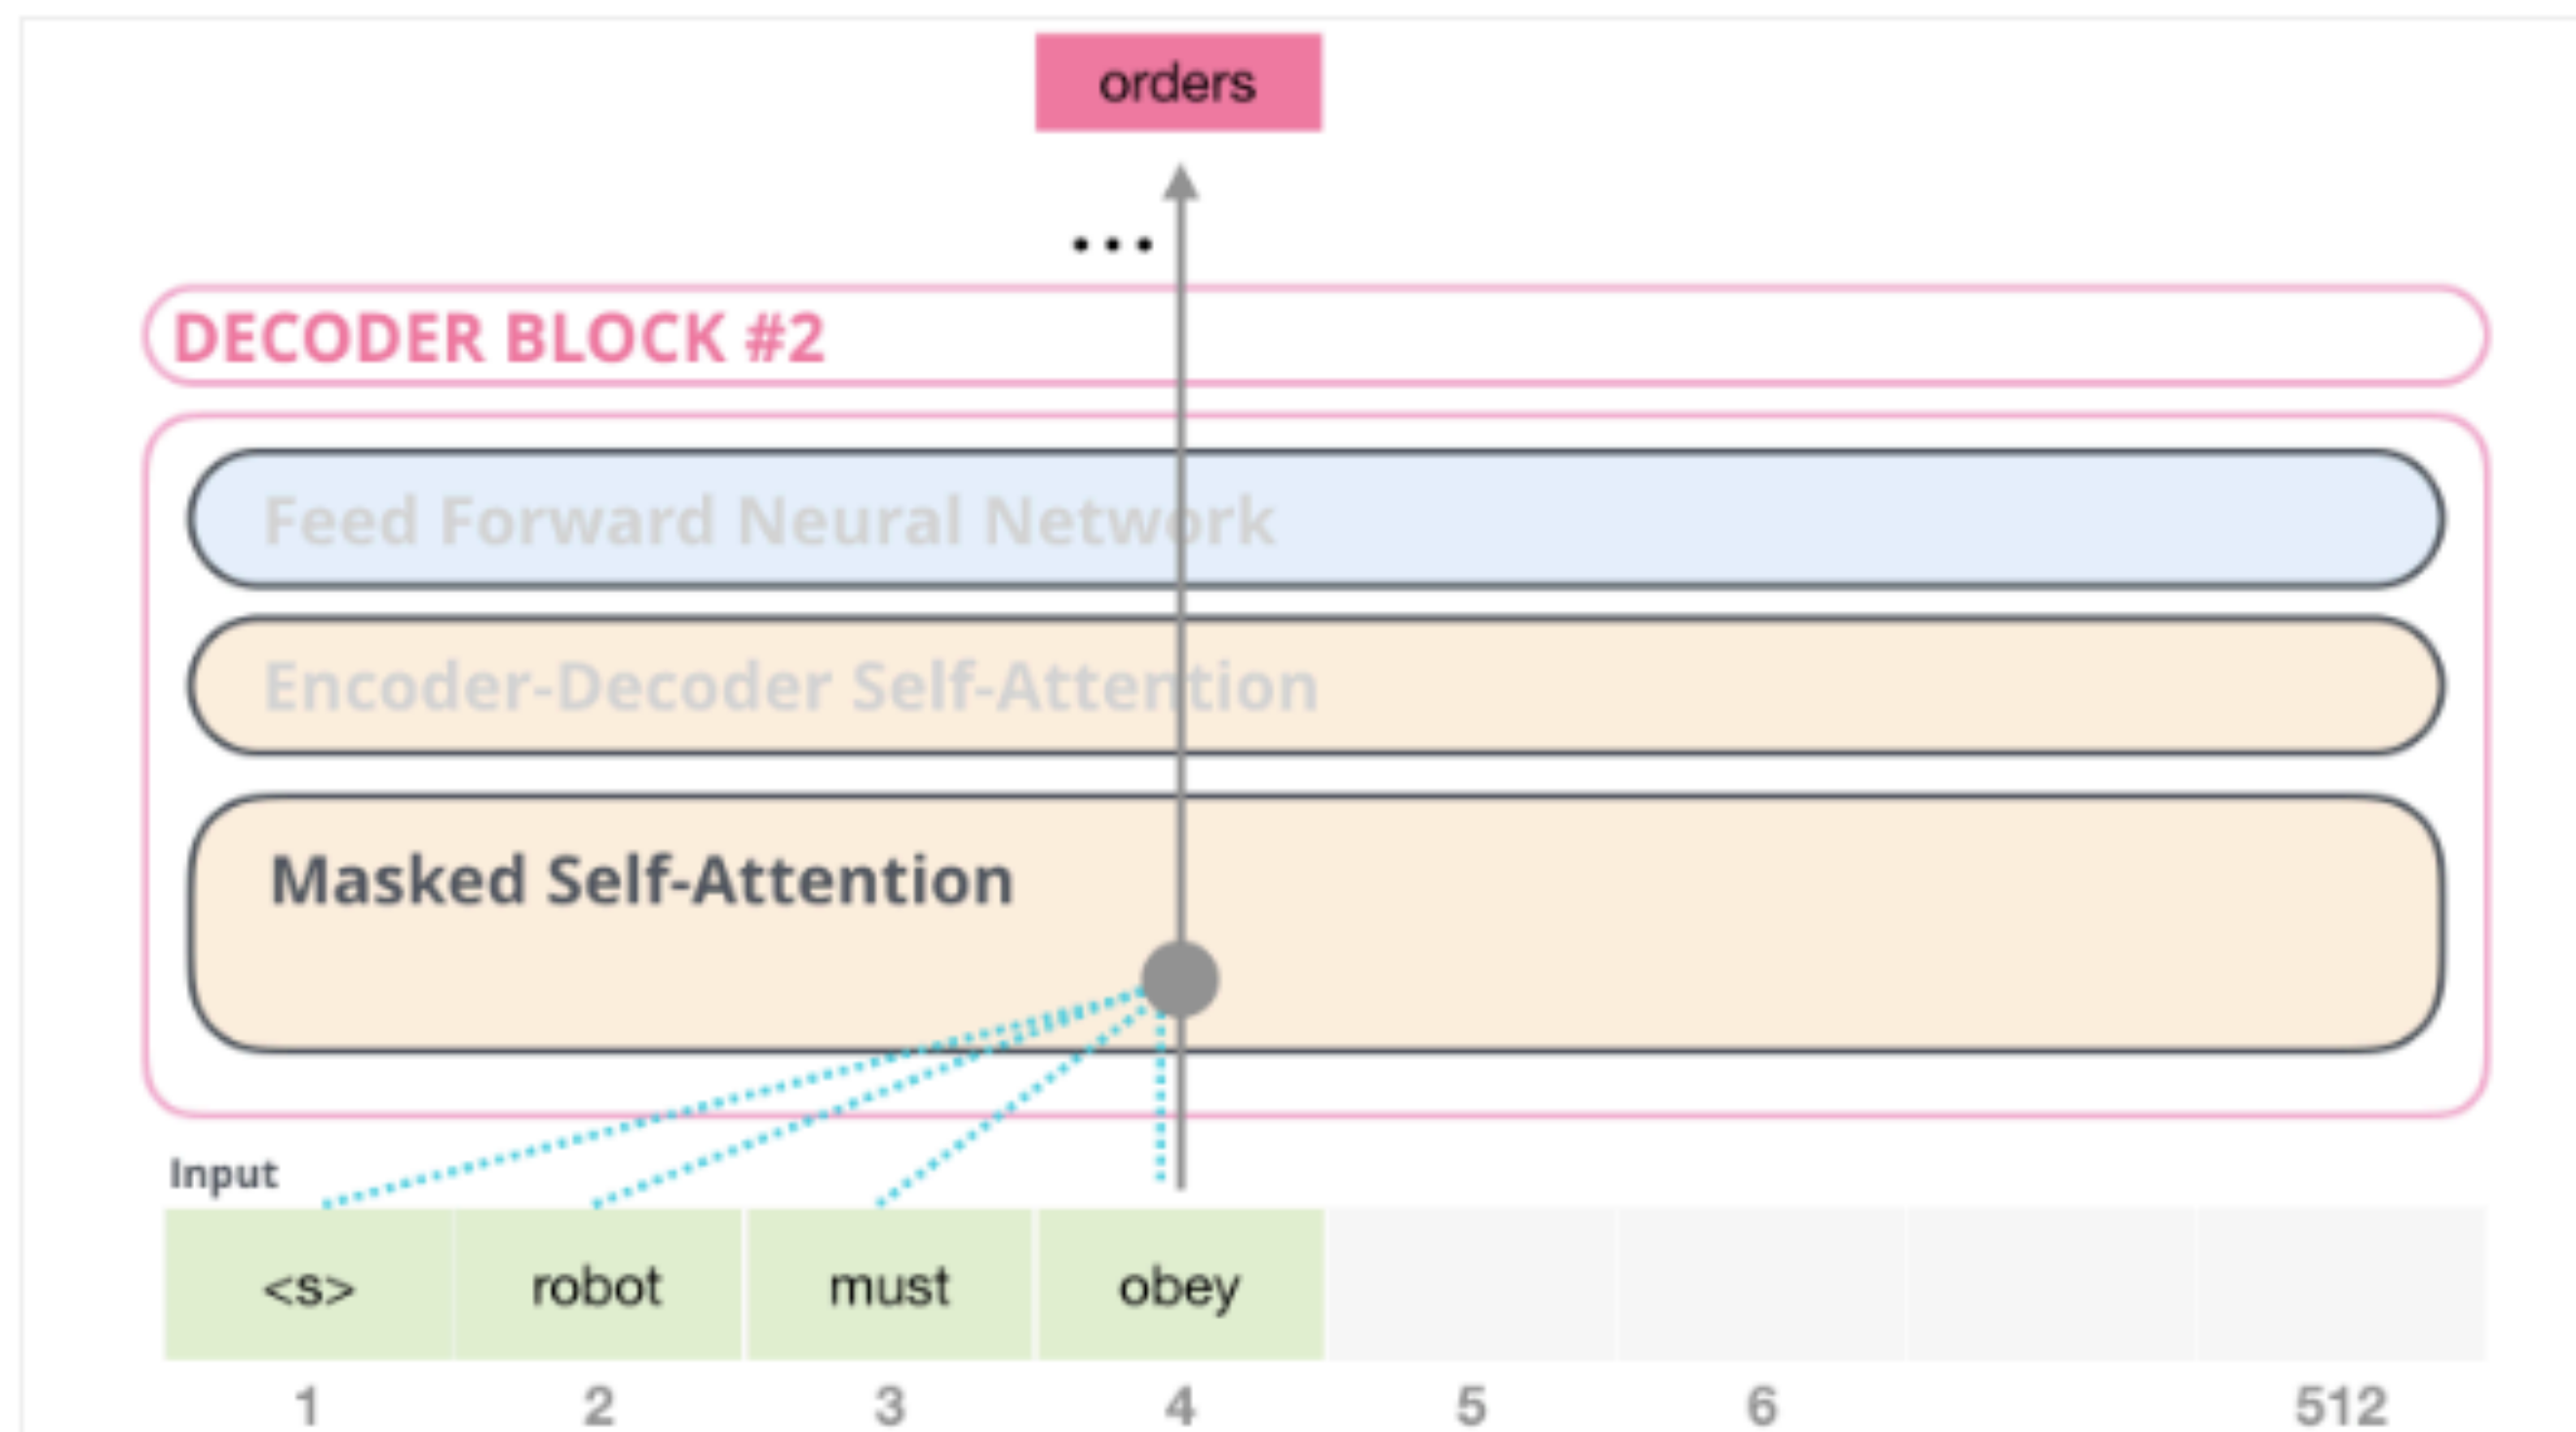 orders
...
DECODER BLOCK #2
Feed Forward Neural Network
Encoder-Decoder Self-Attention
Masked Self-Attention
Input
<s> robot must obey
1 2 3 4 5 6 512